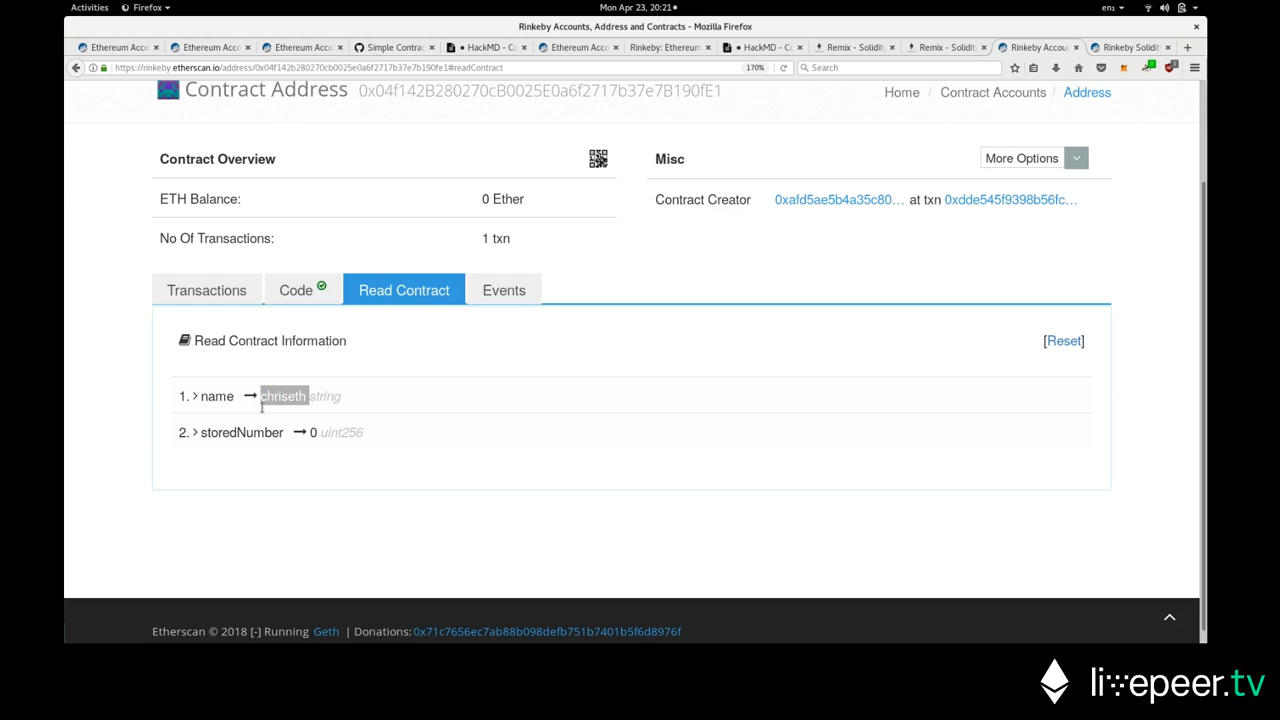 Activities Firefox Mon Apr 23, 20:21 en1
Rinkeby Accounts, Address and Contracts - Mozilla Firefox
Ethereum Acco Ethereum Acco Ethereum Acco Simple Contra HackMD - Co Ethereum Acco Rinkeby: Ethereum HackMD - Co Remix - Solidit Remix - Solidit Rinkeby Accou Rinkeby Solidit
https://rinkeby.etherscan.io/address/0x04f142b280270cb0025e0a6f2717b37e7b190fe1#readContract 170% Search
Contract Address 0x04f142B280270cB0025E0a6f2717b37e7B190fE1 Home / Contract Accounts / Address
Contract Overview Misc More Options
ETH Balance: 0 Ether Contract Creator 0xafd5ae5b4a35c80... at txn 0xdde545f9398b56fc...
No Of Transactions: 1 txn
Transactions Code Read Contract Events
Read Contract Information [Reset]
1. > name → chriseth string
2. > storedNumber → 0 uint256
Etherscan © 2018 [-] Running Geth | Donations: 0x71c7656ec7ab88b098defb751b7401b5f6d8976f
livepeer.tv